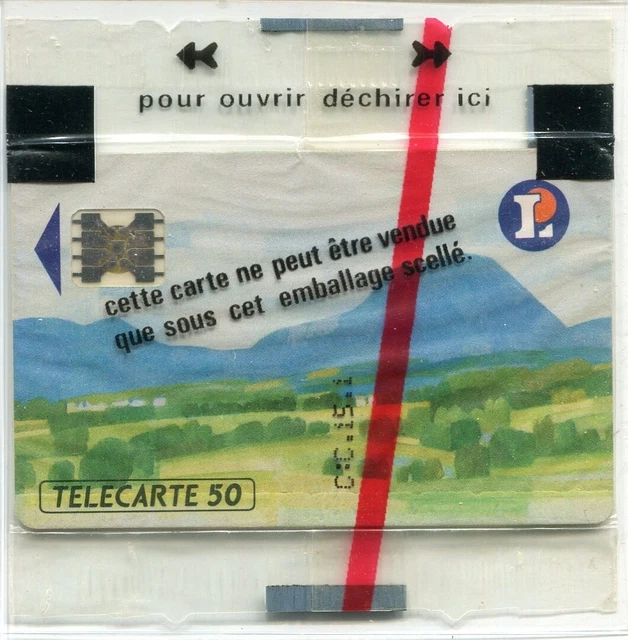 pour ouvrir déchirer ici
L
cette carte ne peut être vendue
que sous cet emballage scellé.
TELECARTE 50